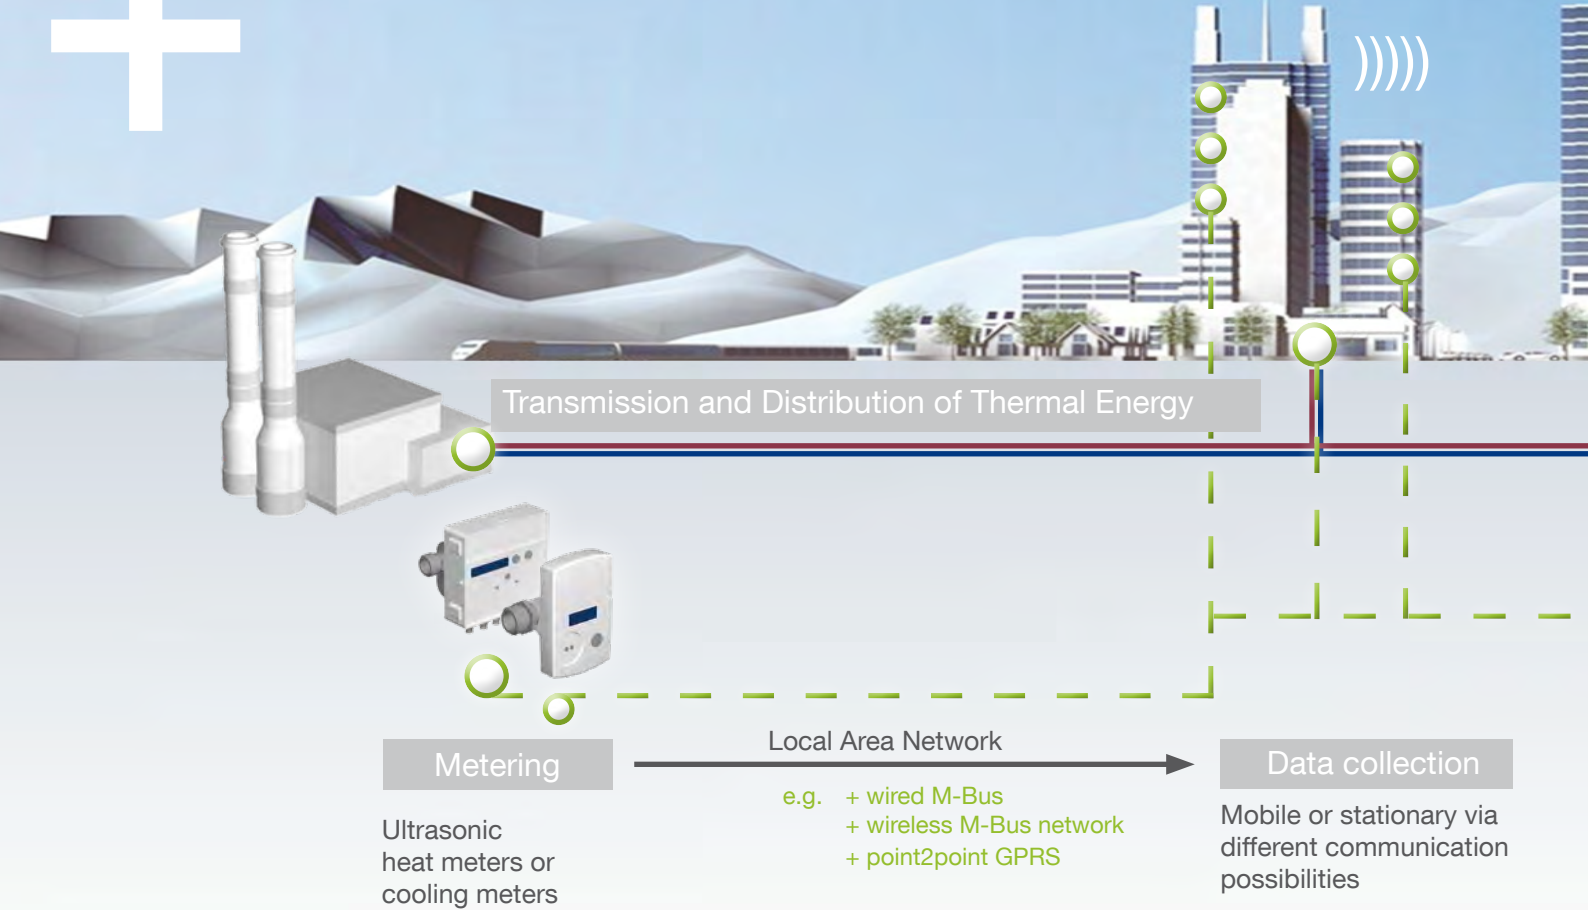 Transmission and Distribution of Thermal Energy
Metering
Ultrasonic
heat meters or
cooling meters
Local Area Network
e.g. + wired M-Bus
+ wireless M-Bus network
+ point2point GPRS
Data collection
Mobile or stationary via
different communication
possibilities